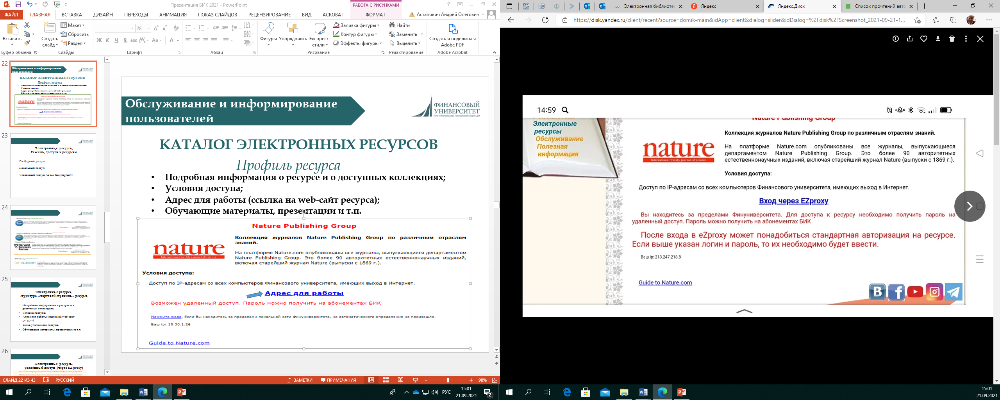 Презентация БИК 2021 - PowerPoint
РАБОТА С РИСУНКАМИ
ФАЙЛ
ГЛАВНАЯ
ВСТАВКА
ДИЗАЙН
ПЕРЕХОДЫ
АНИМАЦИЯ
ПОКАЗ СЛАЙДОВ
РЕЦЕНЗИРОВАНИЕ
ВИД
ACROBAT
ФОРМАТ
Астапович Андрей Олегович
Вставить
Буфер обмена
Создать слайд
Макет
Сбросить
Раздел
Слайды
28
Ж К Ч S abc AV Aa A
Шрифт
Абзац
Фигуры
Упорядочить
Экспресс-стили
Заливка фигуры
Контур фигуры
Эффекты фигуры
Рисование
Найти
Заменить
Выделить
Редактирование
Создать и поделиться
Adobe PDF
Adobe Acrobat
22
Обслуживание и информирование
пользователей
КАТАЛОГ ЭЛЕКТРОННЫХ РЕСУРСОВ
Профиль ресурса
23
Электронные ресурсы,
Режимы доступа к ресурсам
Свободный доступ
Локальный доступ
Удаленный доступ (не для всех ресурсов!)
24
Harvard Business Review
IMF eLIBRARY
25
Электронные ресурсы,
структура «стартовой страницы» ресурса
Подробная информация о ресурсе и о
доступных коллекциях;
Условия доступа;
Адрес для работы (ссылка на web-сайт
ресурса);
Точка удаленного доступа;
Обучающие материалы, презентации и т.п.
26
Электронные ресурсы,
удаленный доступ (через EZ-proxy)
Обслуживание и информирование
пользователей
ФИНАНСОВЫЙ
УНИВЕРСИТЕТ
ПРИ ПРАВИТЕЛЬСТВЕ РОССИЙСКОЙ ФЕДЕРАЦИИ
КАТАЛОГ ЭЛЕКТРОННЫХ РЕСУРСОВ
Профиль ресурса
• Подробная информация о ресурсе и о доступных коллекциях;
• Условия доступа;
• Адрес для работы (ссылка на web-сайт ресурса);
• Обучающие материалы, презентации и т.п.
Nature Publishing Group
nature
International weekly journal of science
Коллекция журналов Nature Publishing Group по различным отраслям
знаний.
На платформе Nature.com опубликованы все журналы, выпускающиеся департаментом
Nature Publishing Group. Это более 90 авторитетных естественнонаучных изданий,
включая старейший журнал Nature (выпуски с 1869 г.).
Условия доступа:
Доступ по IP-адресам со всех компьютеров Финансового университета, имеющих выход в Интернет.
Адрес для работы
Возможен удаленный доступ. Пароль можно получить на абонементах БИК
Нажмите сюда, Если Вы находитесь за пределами локальной сети Финуниверситета, но автоматического определения не произошло.
Ваш ip: 10.50.1.26
Guide to Nature.com
СЛАЙД 22 ИЗ 43
РУССКИЙ
ЗАМЕТКИ
ПРИМЕЧАНИЯ
98%
РУС
15:01
21.09.2021
2
Электронная библиотек
Яндекс
Яндекс.Диск
Список прочтений авто
https://disk.yandex.ru/client/recent?source=domik-main&idApp=client&dialog=slider&idDialog=%2Fdisk%2FScreenshot_2021-09-21-1...
14:59
Nature Publishing Group
Электронные
ресурсы
Обслуживание
Полезная
информация
Коллекция журналов Nature Publishing Group по различным отраслям знаний.
nature
International weekly journal of science
На платформе Nature.com опубликованы все журналы, выпускающиеся
департаментом Nature Publishing Group. Это более 90 авторитетных
естественнонаучных изданий, включая старейший журнал Nature (выпуски с 1869 г.).
Условия доступа:
Доступ по IP-адресам со всех компьютеров Финансового университета, имеющих выход в Интернет.
Вход через EZproxy
Вы находитесь за пределами Финуниверситета. Для доступа к ресурсу необходимо получить пароль на
удаленный доступ. Пароль можно получить на абонементах БИК
После входа в eZproxy может понадобиться стандартная авторизация на ресурсе.
Если выше указан логин и пароль, то их необходимо будет ввести.
Ваш ip: 213.247.218.8
Guide to Nature.com
15:01
21.09.2021